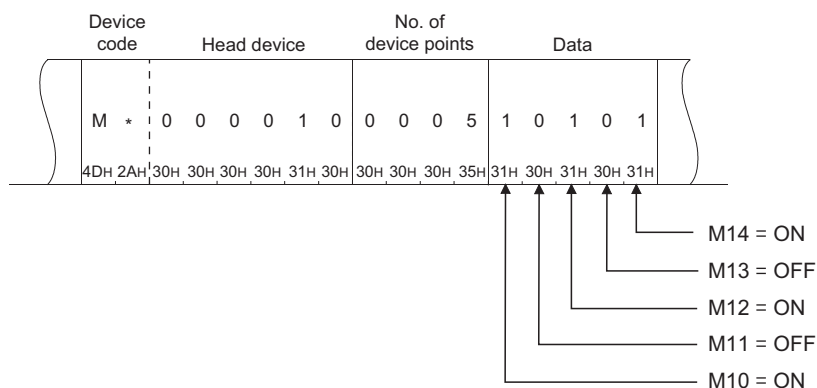 Device code Head device No. of device points Data
M * 0 0 0 0 1 0 0 0 0 5 1 0 1 0 1
4DH 2AH 30H 30H 30H 30H 31H 30H 30H 30H 30H 35H 31H 30H 31H 30H 31H
M14 = ON
M13 = OFF
M12 = ON
M11 = OFF
M10 = ON